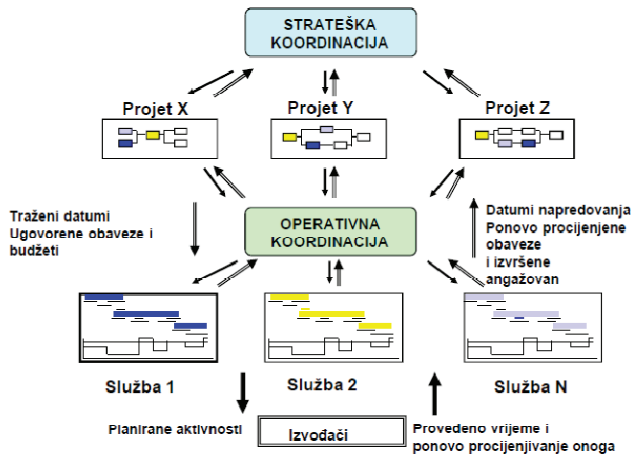 STRATEŠKA
KOORDINACIJA
Projet X
Projet Y
Projet Z
Traženi datumi
Ugovorene obaveze i
budžeti
OPERATIVNA
KOORDINACIJA
Datumi napredovanja
Ponovo procijenjene
obaveze
i izvršene
angažovan
Služba 1
Služba 2
Služba N
Planirane aktivnosti
Izvođači
Provedeno vrijeme i
ponovo procijenjivanje onoga